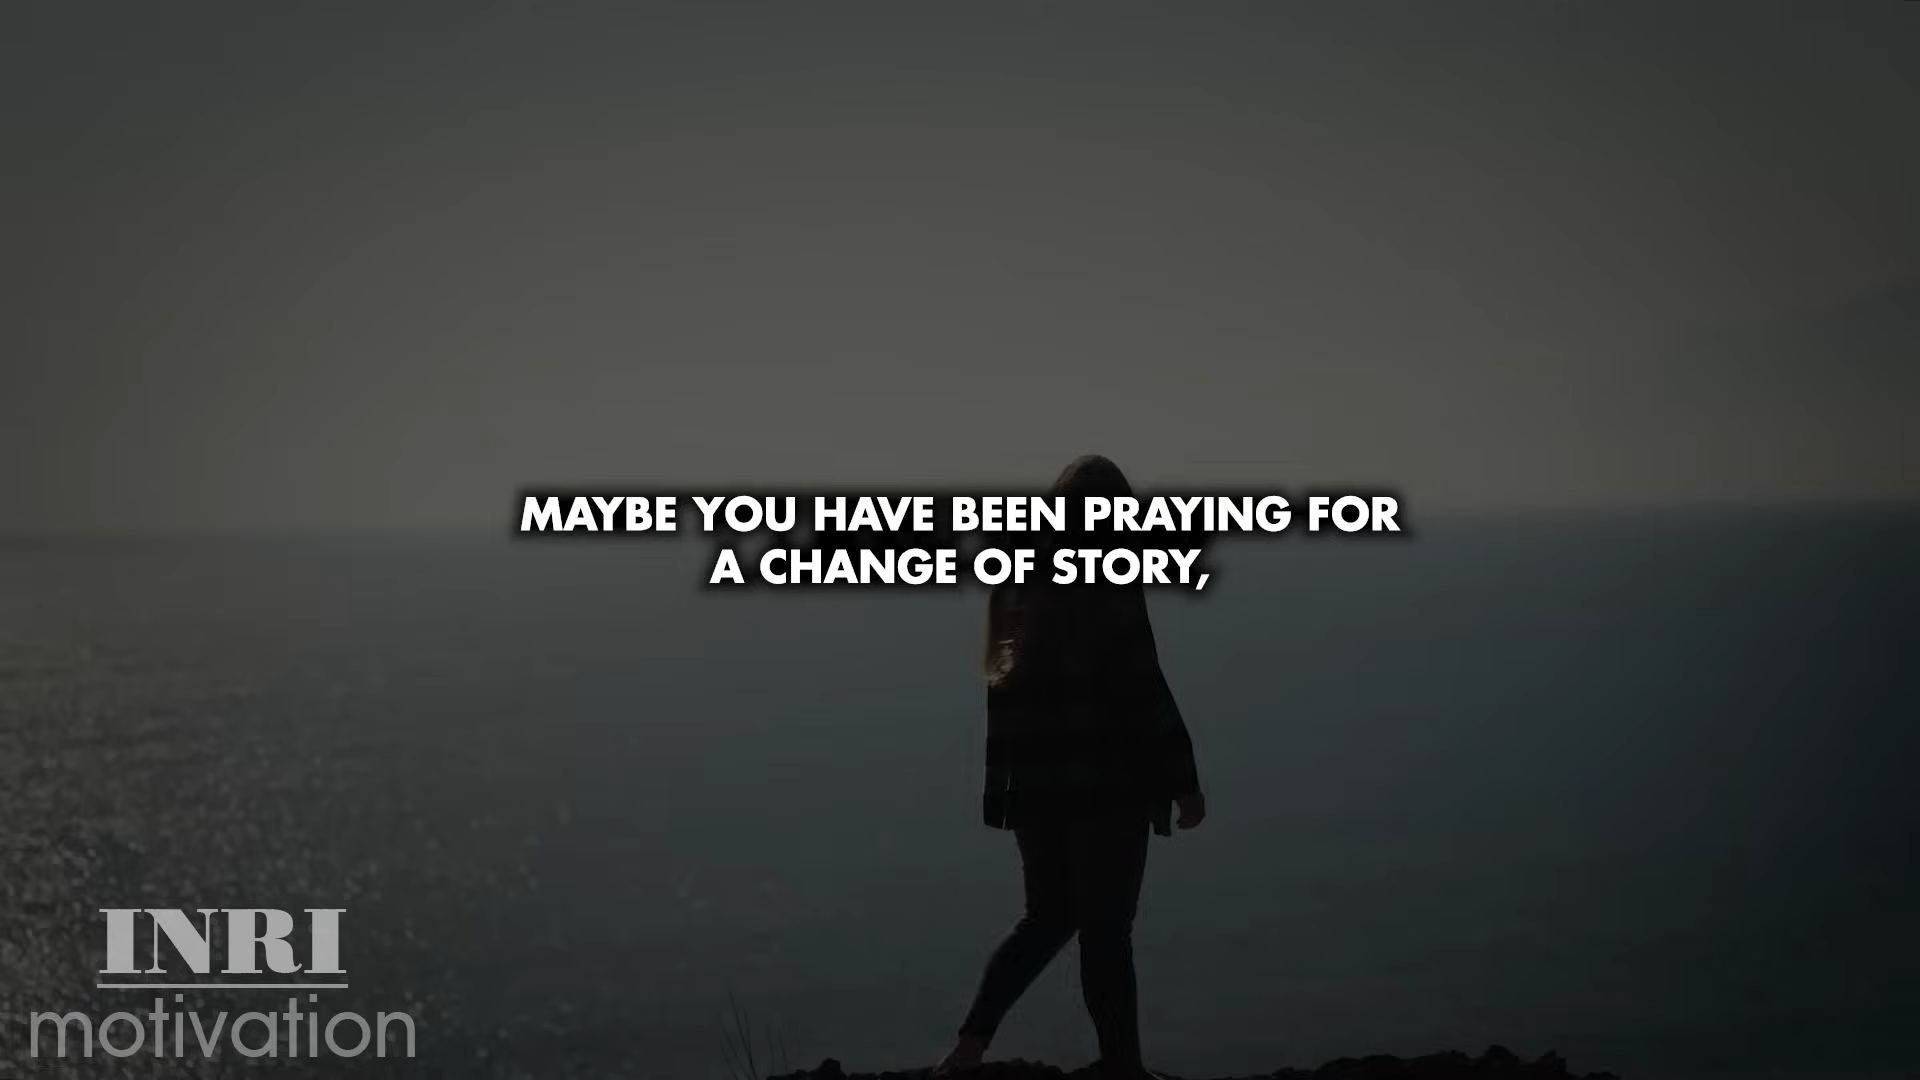 MAYBE YOU HAVE BEEN PRAYING FOR
A CHANGE OF STORY,
INRI
motivation